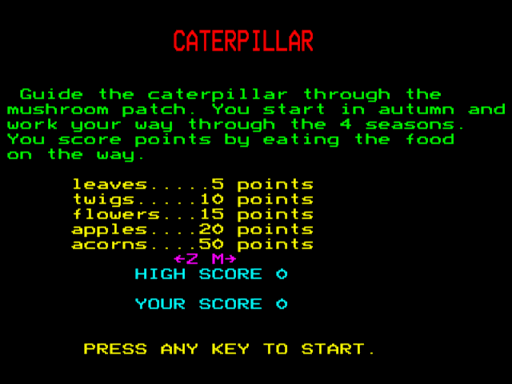 CATERPILLAR
Guide the caterpillar through the
mushroom patch. You start in autumn and
work your way through the 4 seasons.
You score points by eating the food
on the way.
leaves.....5 points
twigs.....10 points
flowers...15 points
apples....20 points
acorns....50 points
←Z M→
HIGH SCORE 0
YOUR SCORE 0
PRESS ANY KEY TO START.